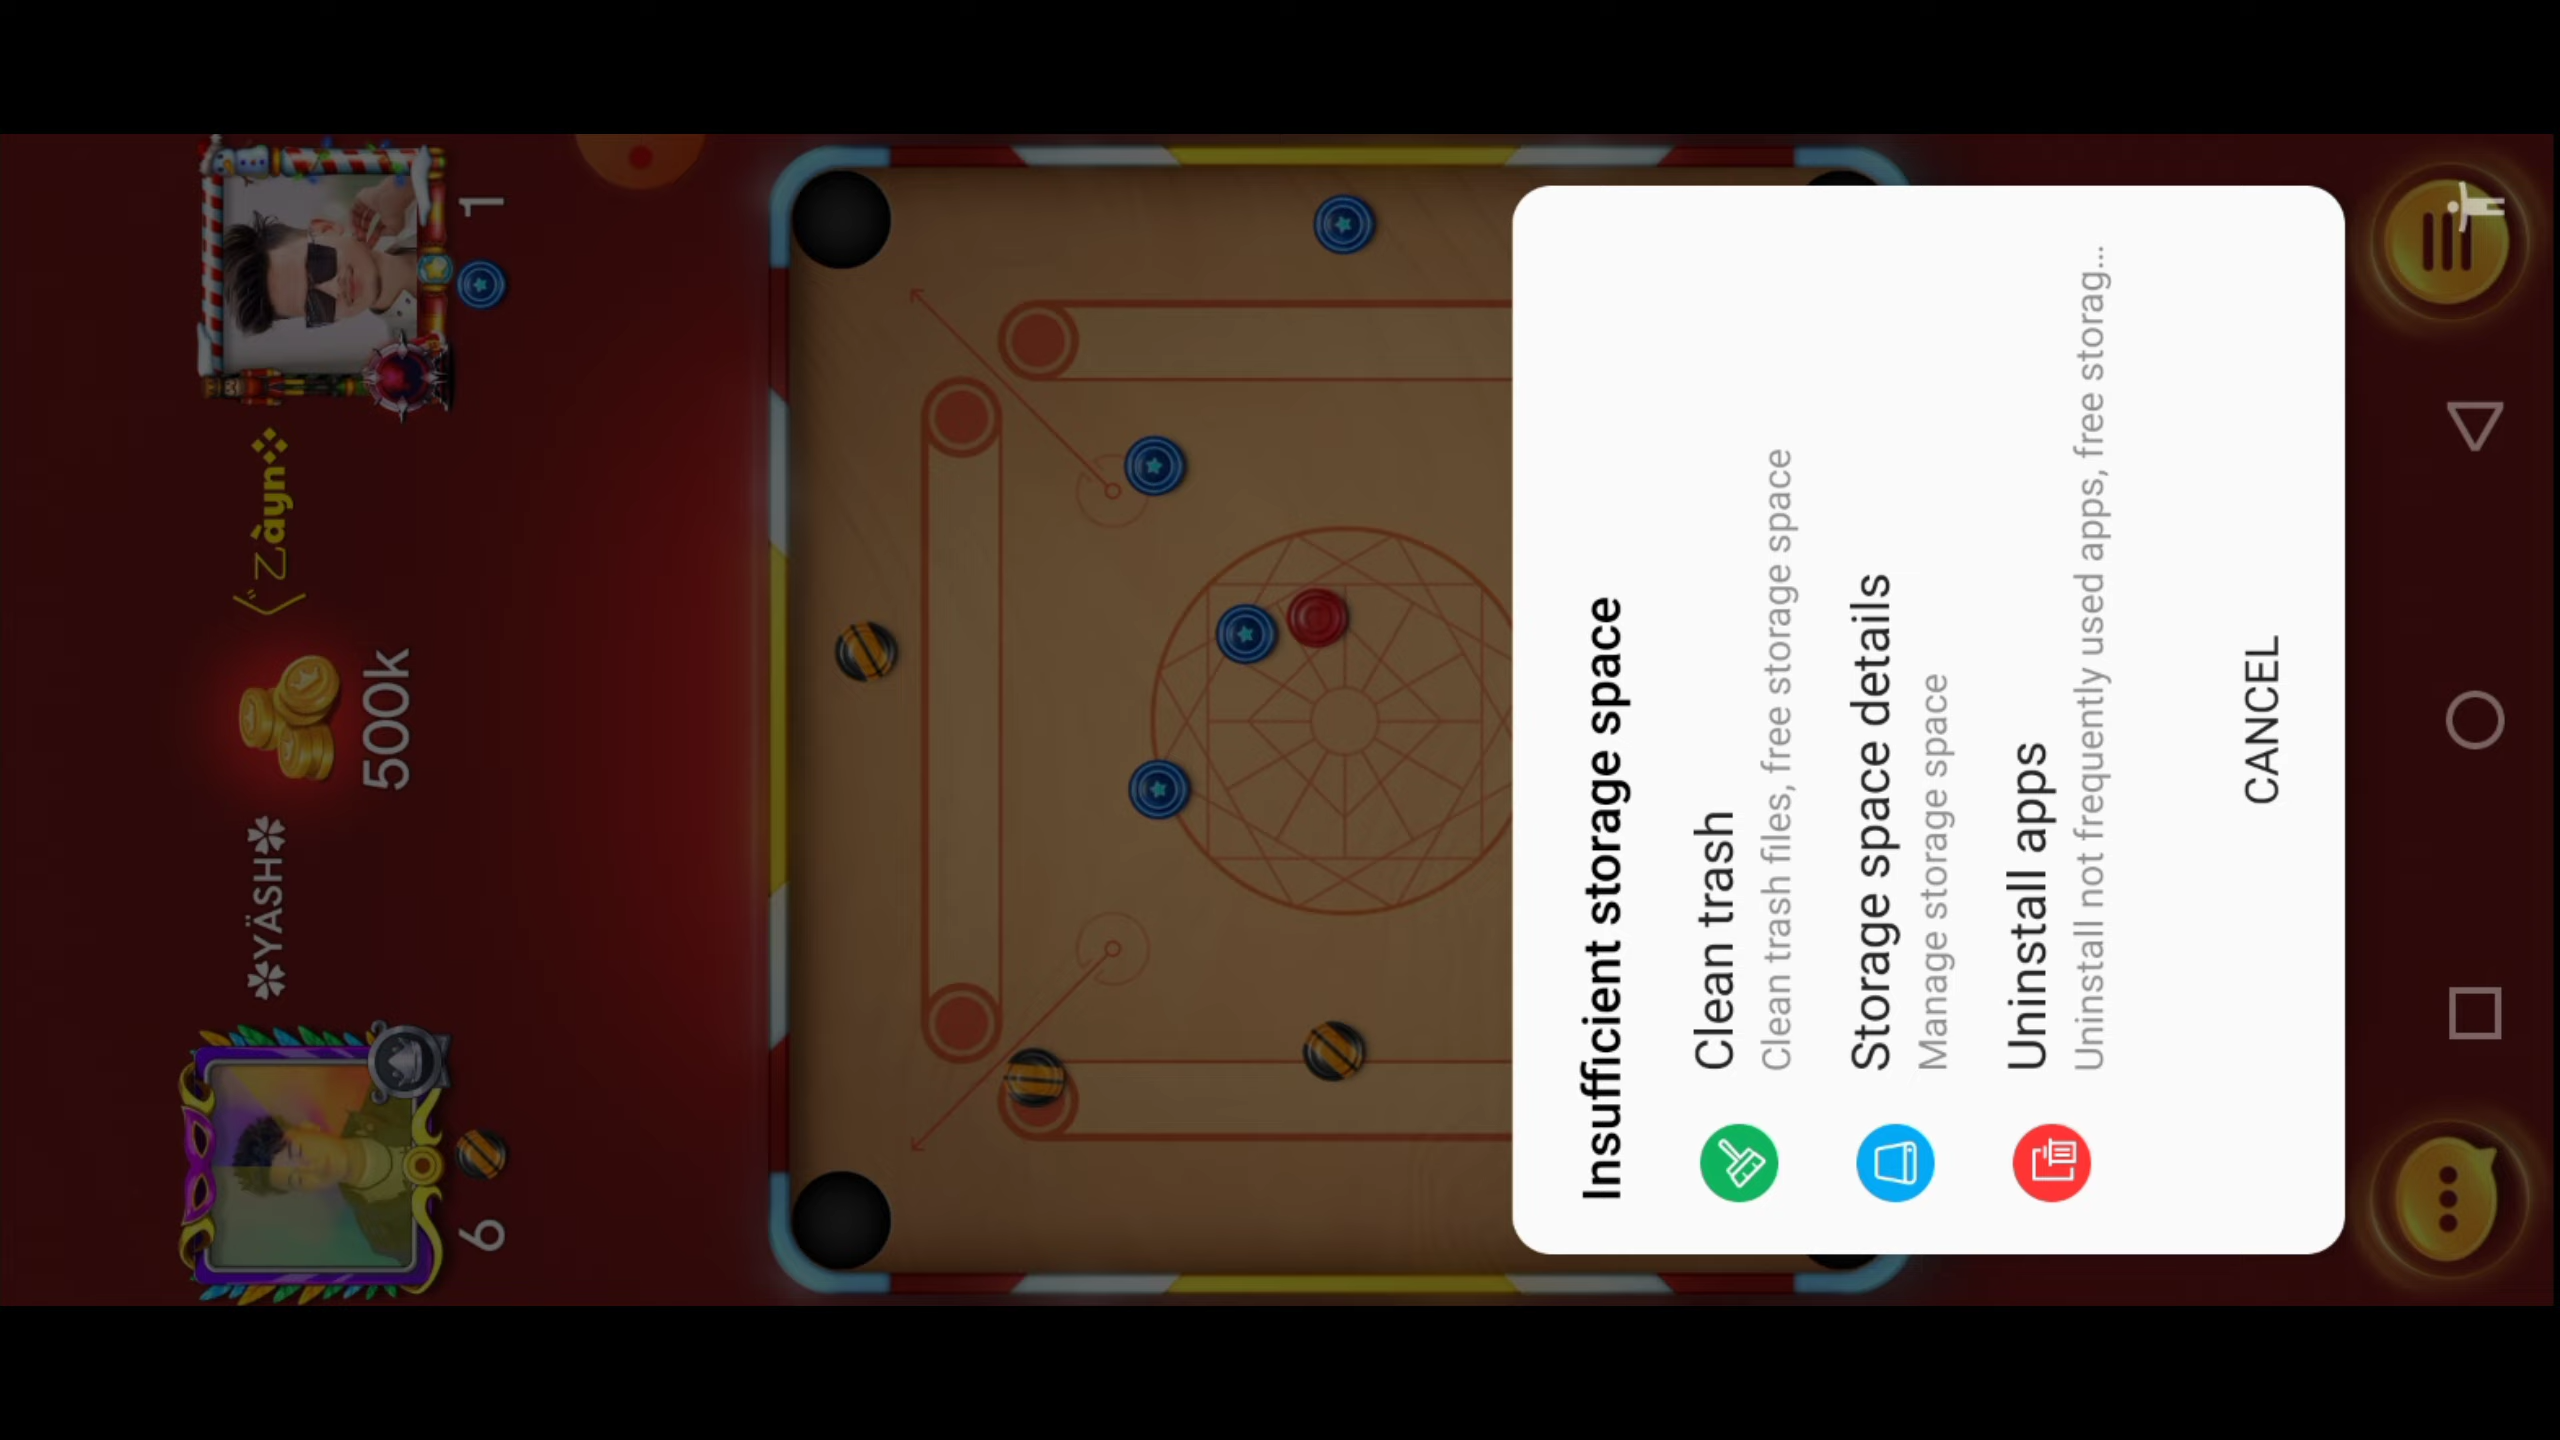 ✽YÄSH✽
500k
Zàyn❖
6
1
Insufficient storage space
Clean trash
Clean trash files, free storage space
Storage space details
Manage storage space
Uninstall apps
Uninstall not frequently used apps, free storag...
CANCEL